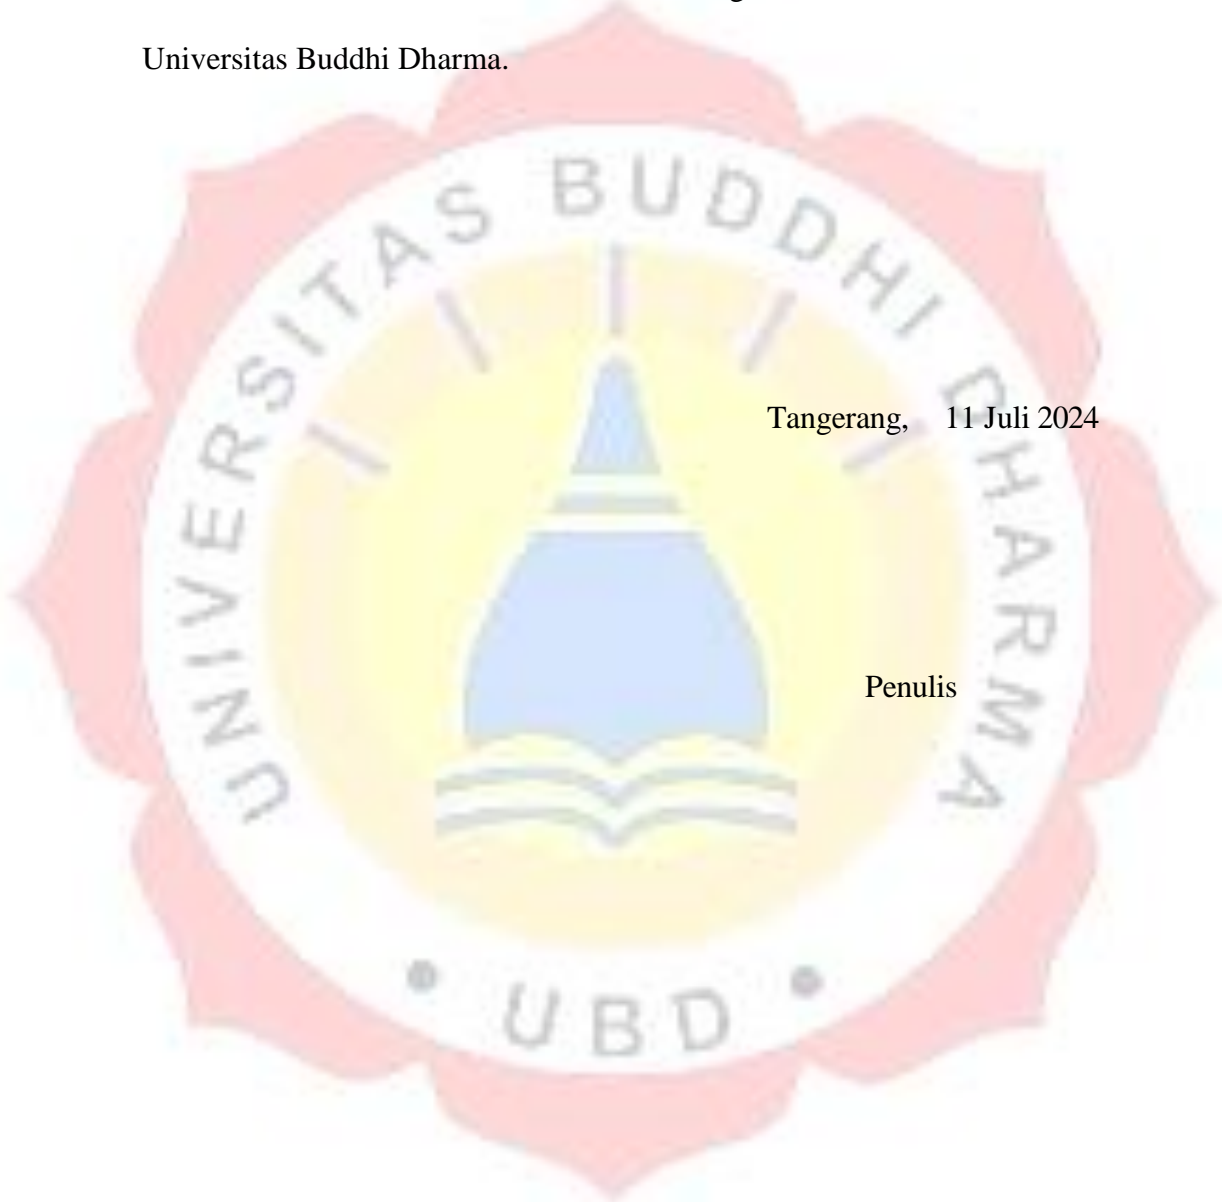 Universitas Buddhi Dharma.
UNIVERSITAS BUDDHI DHARMA
Tangerang, 11 Juli 2024
Penulis
• UBD •